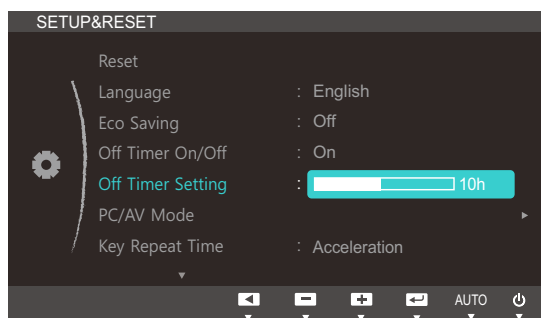 SETUP&RESET
Reset
Language : English
Eco Saving : Off
Off Timer On/Off : On
Off Timer Setting : 10h
PC/AV Mode
Key Repeat Time : Acceleration
AUTO